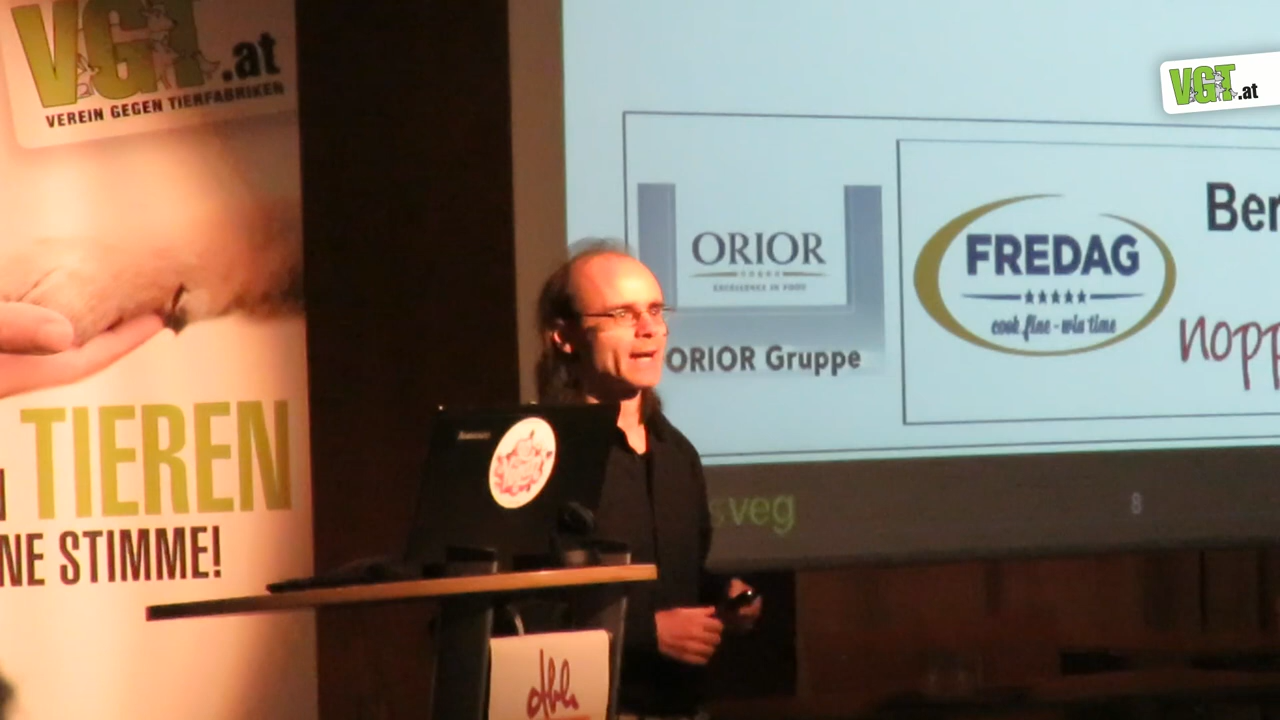 VGT.at
VEREIN GEGEN TIERFABRIKEN
TIEREN
NE STIMME!
VGT.at
ORIOR
EXCELLENCE IN FOOD
ORIOR Gruppe
FREDAG
cook fine - win time
Ber
nopp
sveg
8